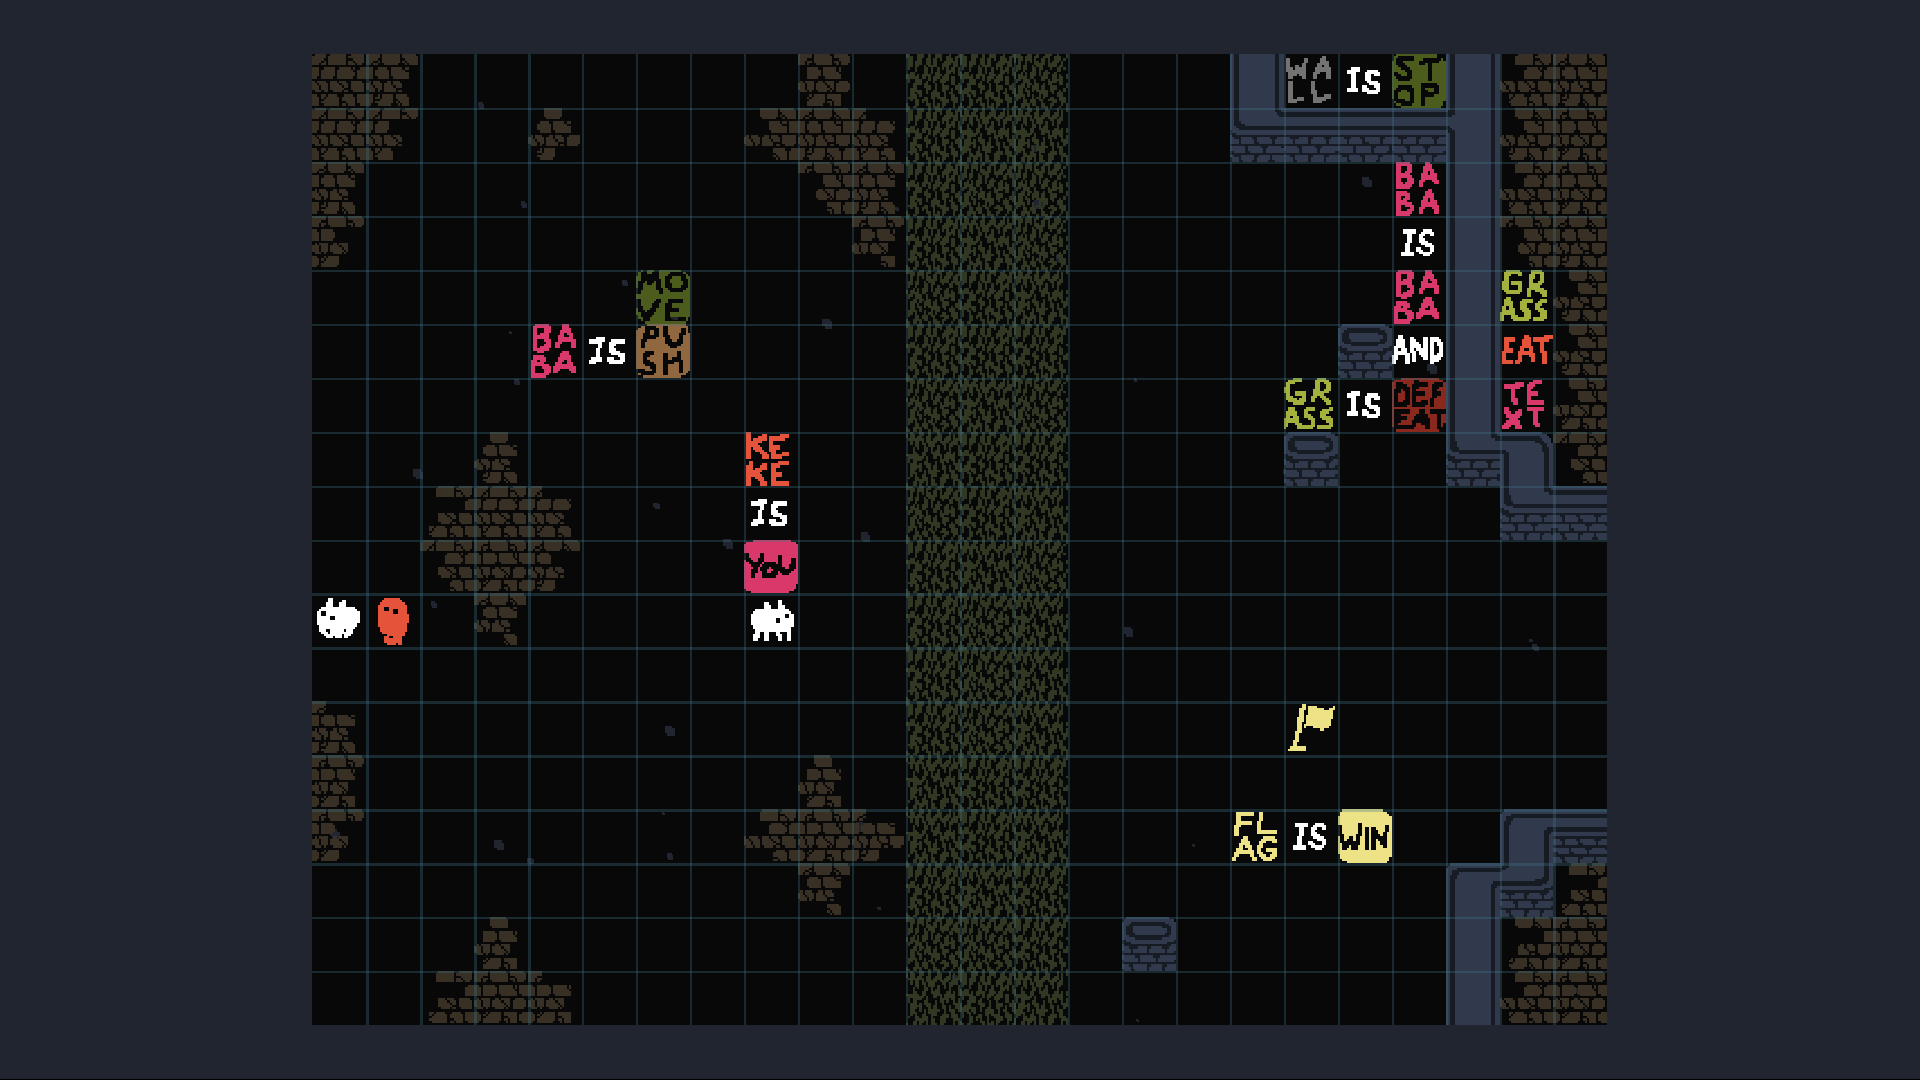 WALL IS STOP
BABA
IS
MOVE BABA GRASS
BABA IS PUSH AND EAT
GRASS IS DEFEAT TEXT
KEKE
IS
YOU
FLAG IS WIN